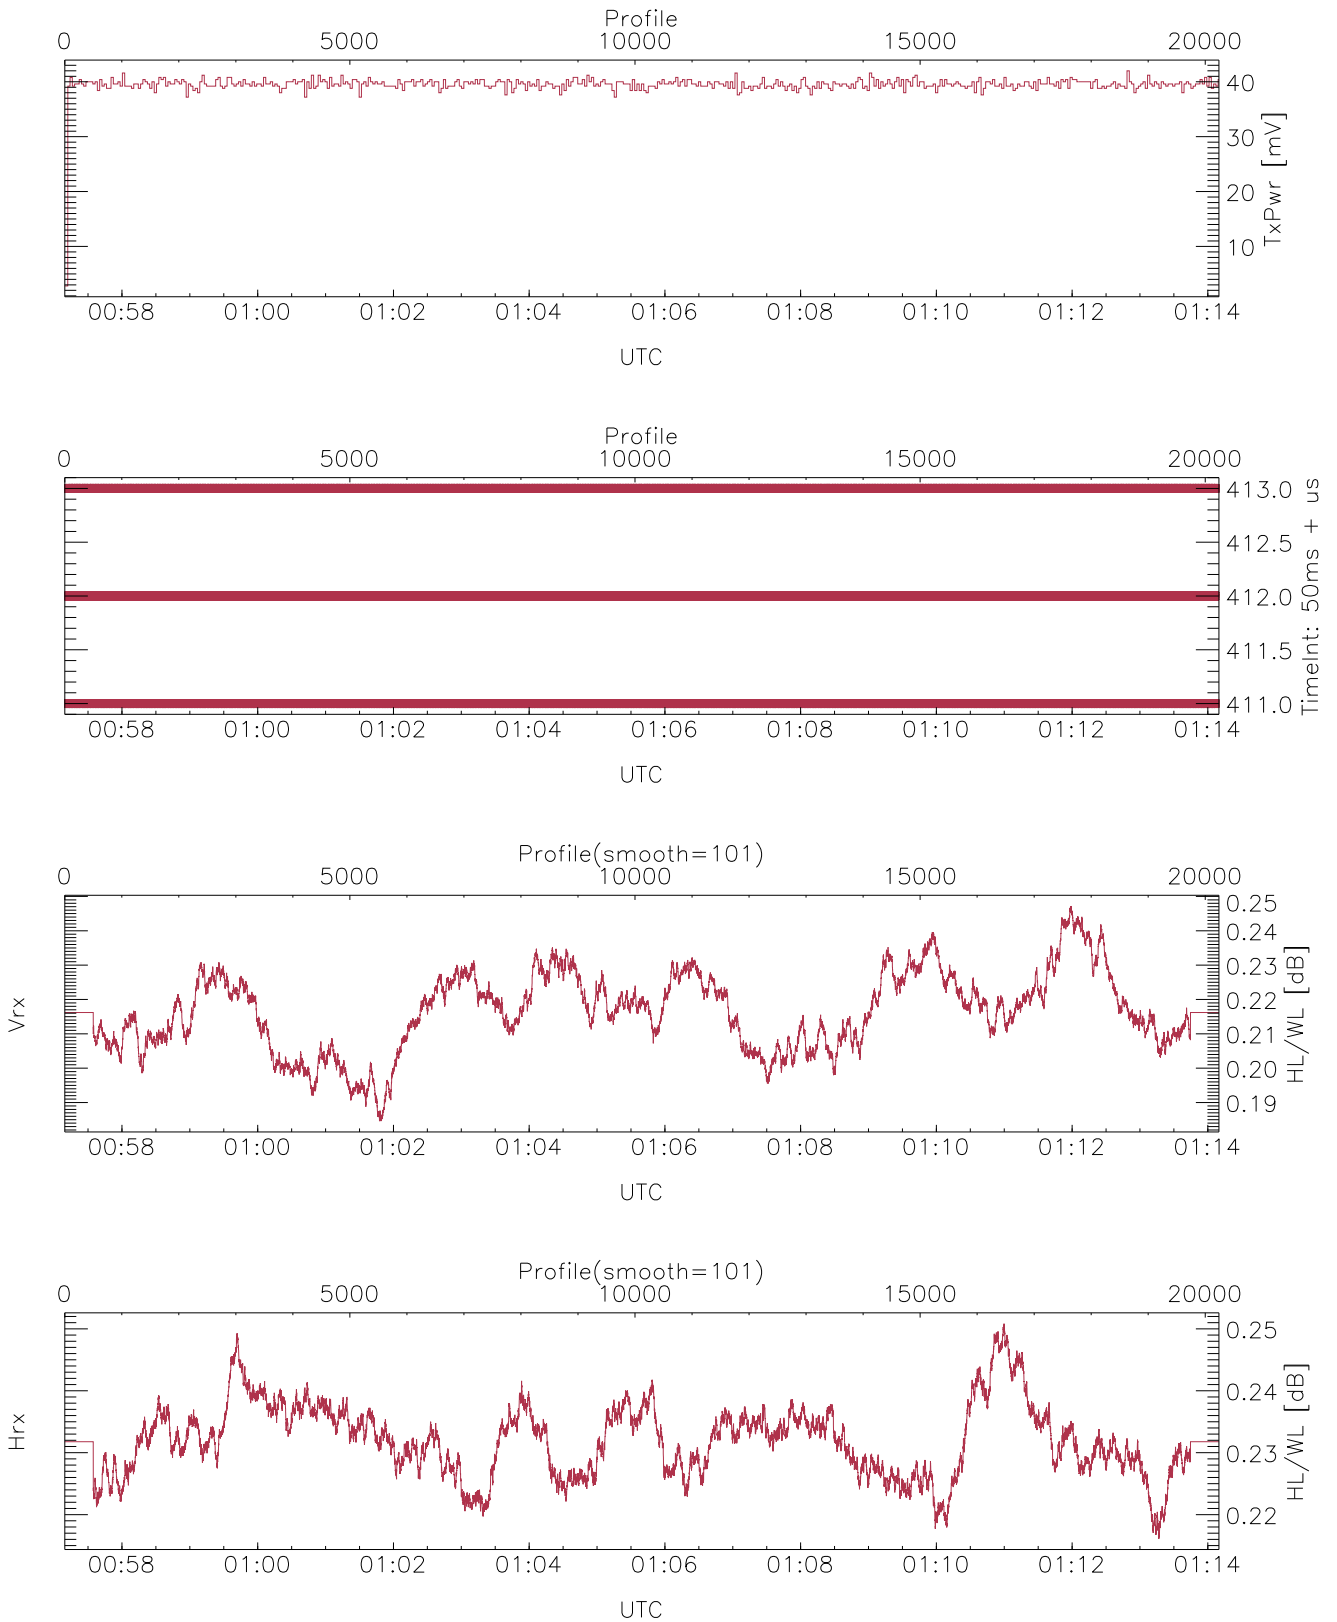 Profile
0 5000 10000 15000 20000
40
30
20
10
TxPwr [mV]
00:58 01:00 01:02 01:04 01:06 01:08 01:10 01:12 01:14
UTC
Profile
0 5000 10000 15000 20000
413.0
412.5
412.0
411.5
411.0
TimeInt: 50ms + us
00:58 01:00 01:02 01:04 01:06 01:08 01:10 01:12 01:14
UTC
Profile(smooth=101)
0 5000 10000 15000 20000
Vrx
0.25
0.24
0.23
0.22
0.21
0.20
0.19
HL/WL [dB]
00:58 01:00 01:02 01:04 01:06 01:08 01:10 01:12 01:14
UTC
Profile(smooth=101)
0 5000 10000 15000 20000
Hrx
0.25
0.24
0.23
0.22
HL/WL [dB]
00:58 01:00 01:02 01:04 01:06 01:08 01:10 01:12 01:14
UTC